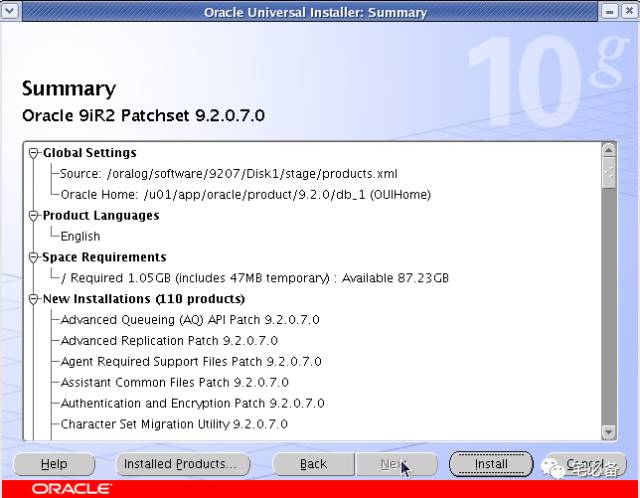 Oracle Universal Installer: Summary
10g
Summary
Oracle 9iR2 Patchset 9.2.0.7.0
Global Settings
Source: /oralog/software/9207/Disk1/stage/products.xml
Oracle Home: /u01/app/oracle/product/9.2.0/db_1 (OUIHome)
Product Languages
English
Space Requirements
/ Required 1.05GB (includes 47MB temporary) : Available 87.23GB
New Installations (110 products)
Advanced Queueing (AQ) API Patch 9.2.0.7.0
Advanced Replication Patch 9.2.0.7.0
Agent Required Support Files Patch 9.2.0.7.0
Assistant Common Files Patch 9.2.0.7.0
Authentication and Encryption Patch 9.2.0.7.0
Character Set Migration Utility 9.2.0.7.0
Help Installed Products... Back Next Install Cancel
毛必备
ORACLE